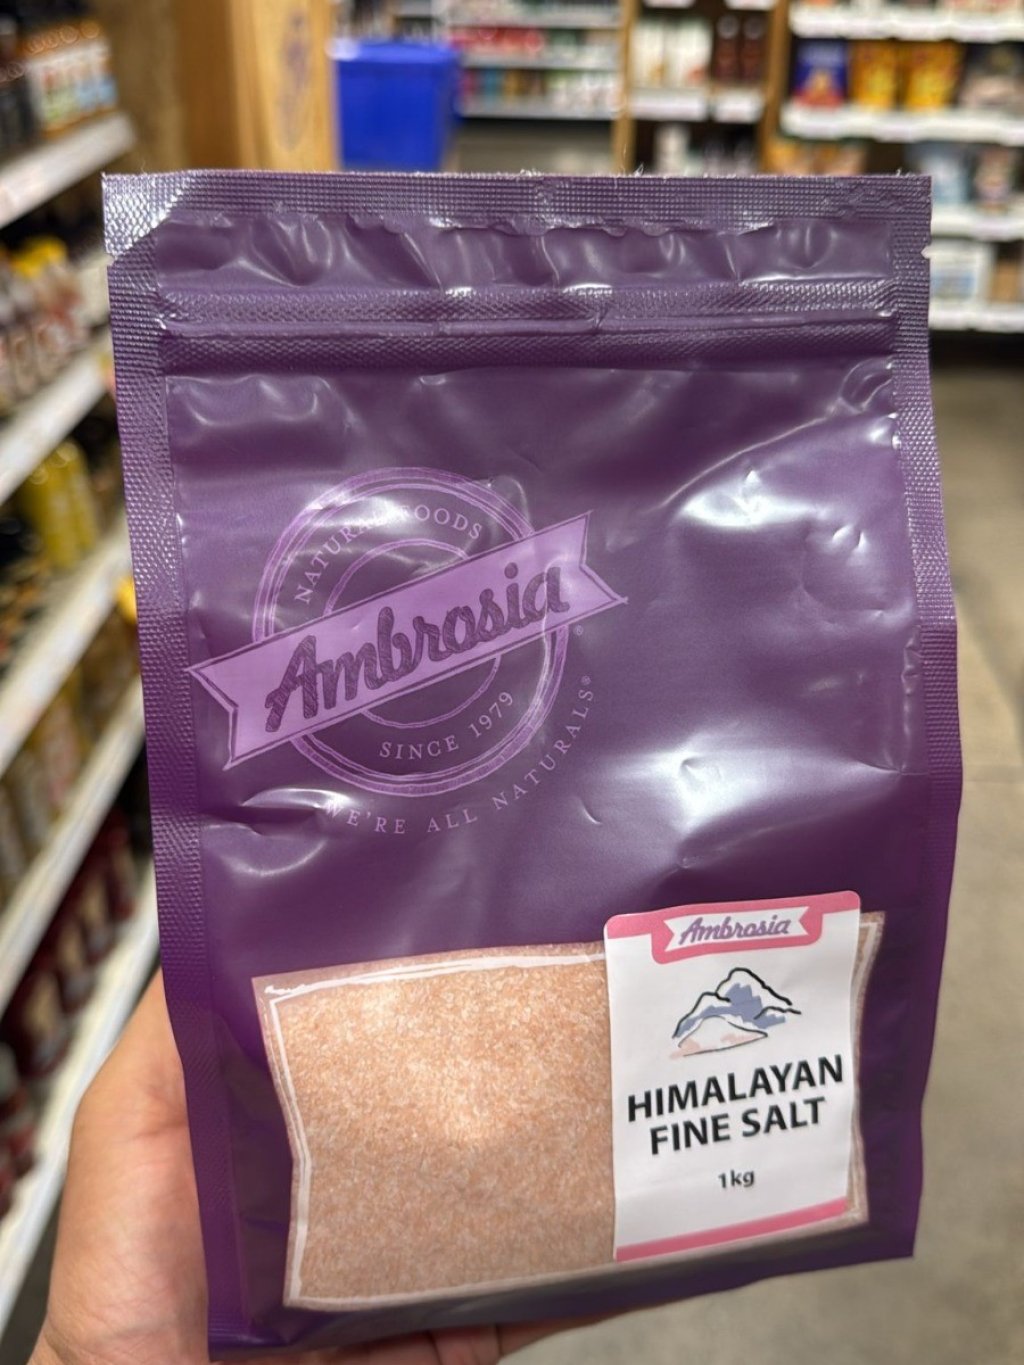 NATURAL FOODS
Ambrosia®
SINCE 1979
WE'RE ALL NATURALS®
Ambrosia
HIMALAYAN
FINE SALT
1kg